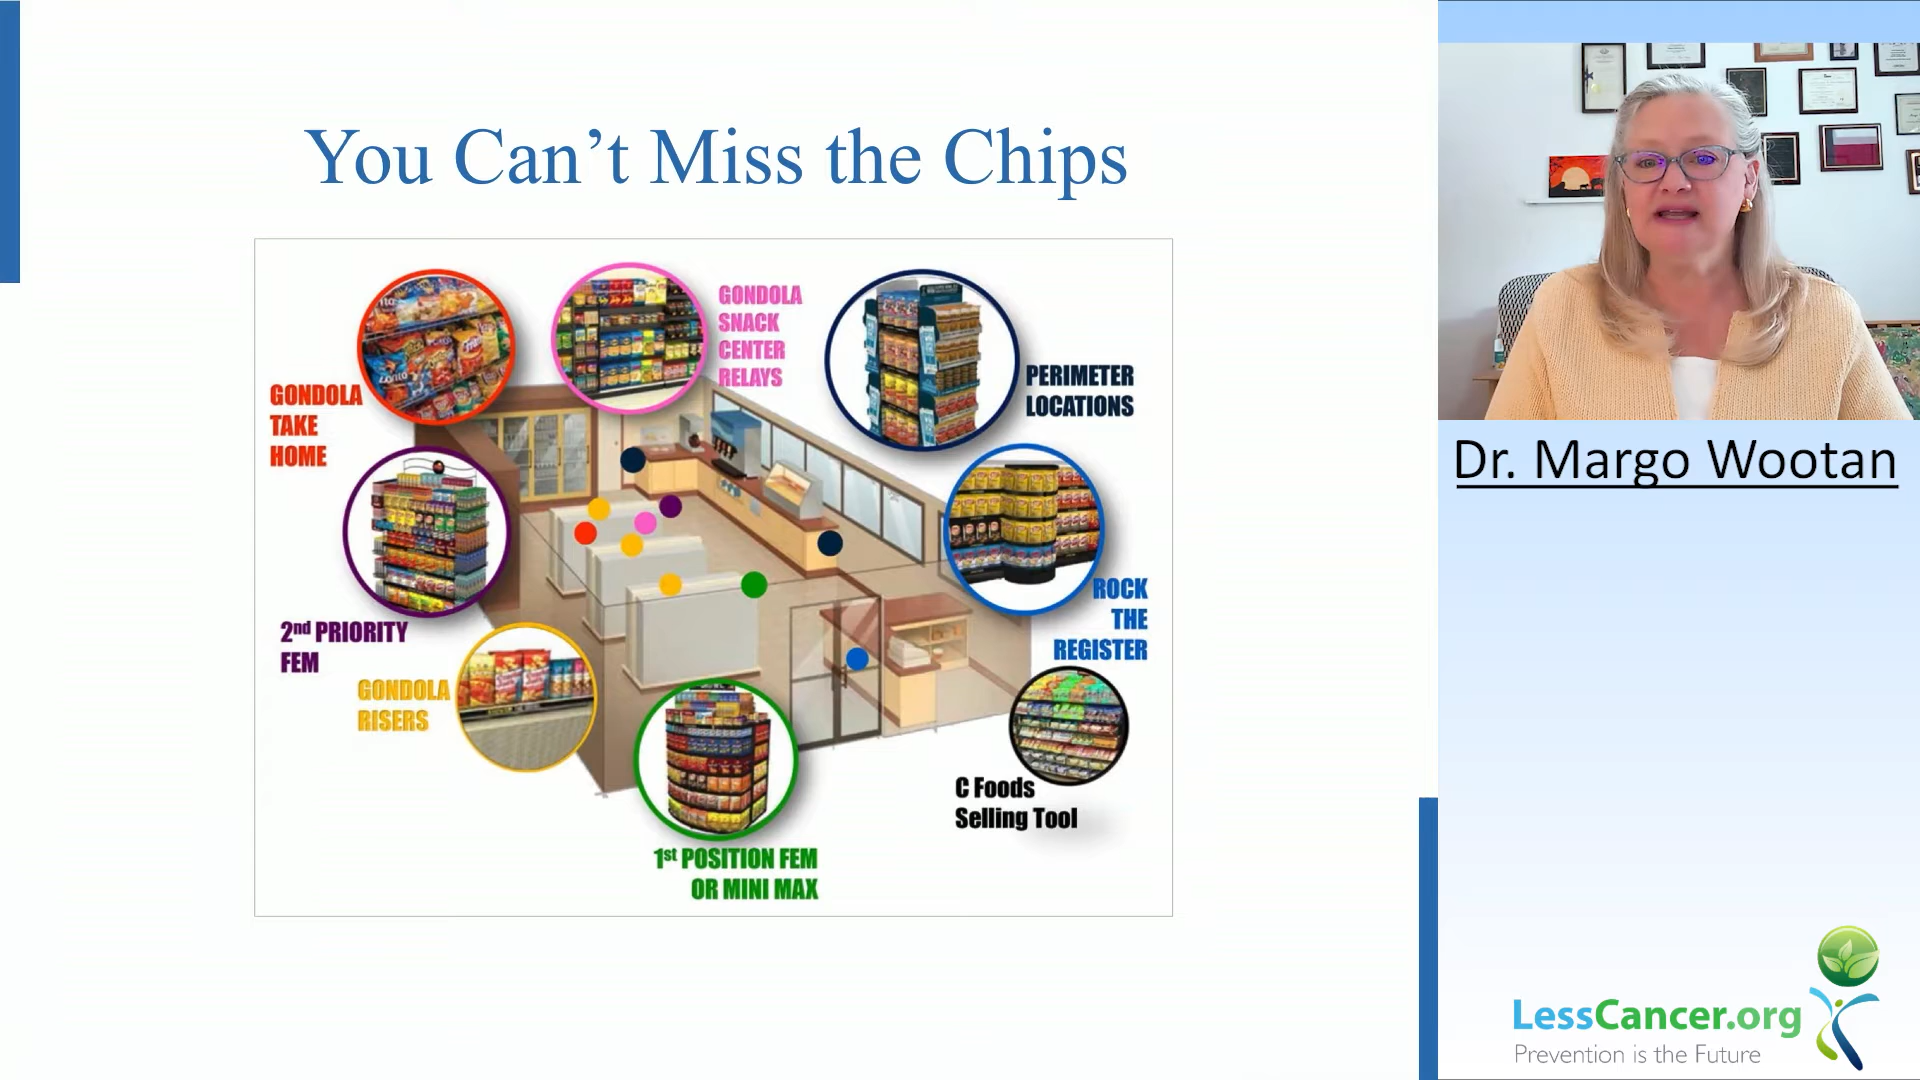 You Can’t Miss the Chips
GONDOLA
TAKE
HOME
GONDOLA
SNACK
CENTER
RELAYS
PERIMETER
LOCATIONS
2nd PRIORITY
FEM
ROCK
THE
REGISTER
GONDOLA
RISERS
C Foods
Selling Tool
1st POSITION FEM
OR MINI MAX
Dr. Margo Wootan
LessCancer.org
Prevention is the Future